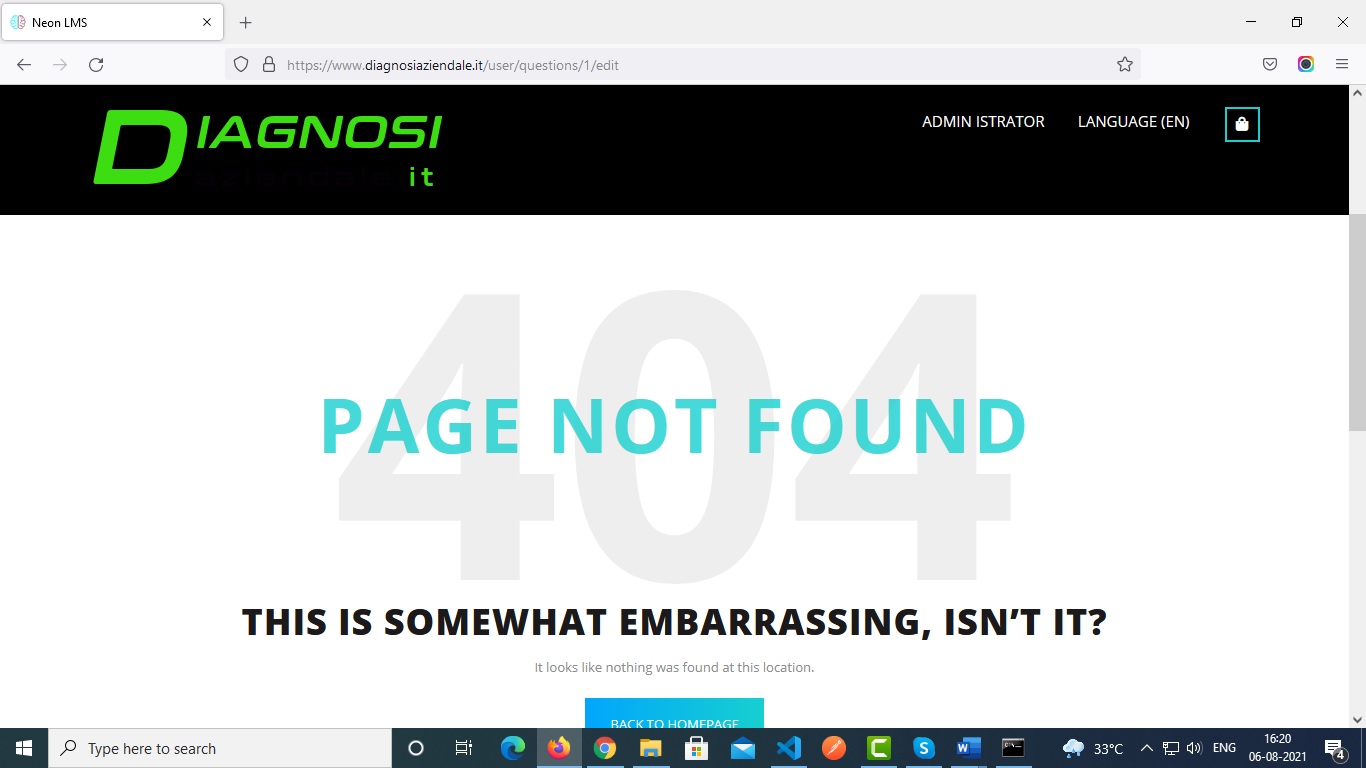 Neon LMS
https://www.diagnosiaziendale.it/user/questions/1/edit
DIAGNOSI
aziendale it
ADMIN ISTRATOR
LANGUAGE (EN)
404
PAGE NOT FOUND
THIS IS SOMEWHAT EMBARRASSING, ISN’T IT?
It looks like nothing was found at this location.
BACK TO HOMEPAGE
Type here to search
33°C
ENG
16:20
06-08-2021
4